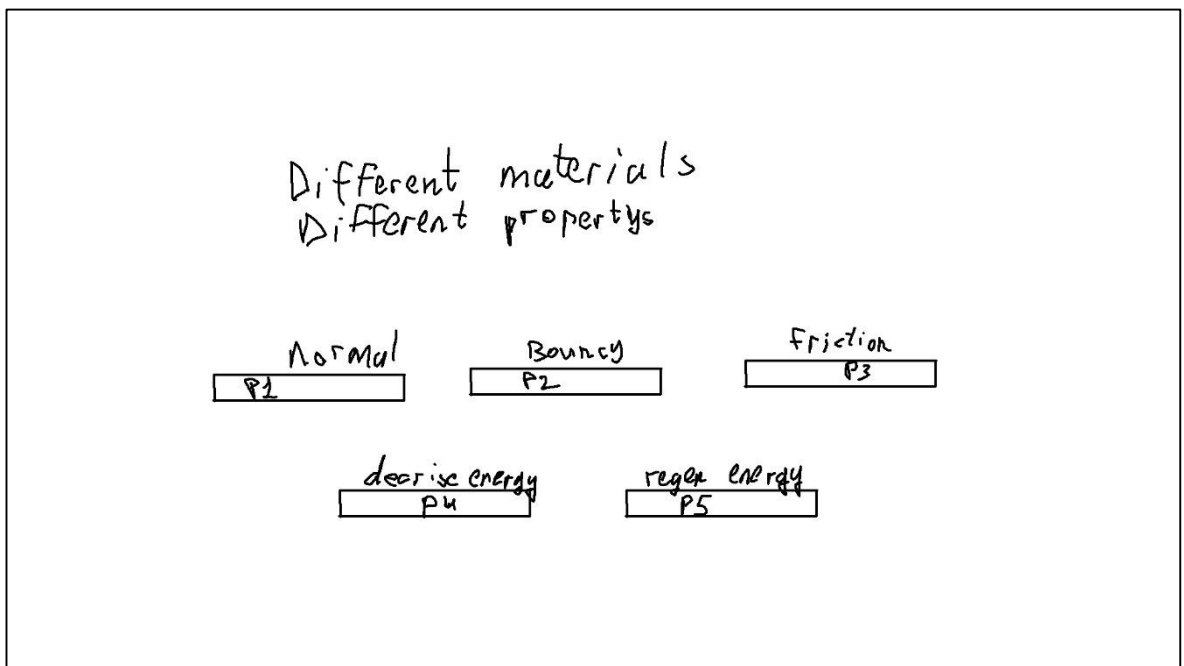 Different materials
Different propertys
Normal
Bouncy
Friction
P1
P2
P3
decrise energy
regen energy
P4
P5